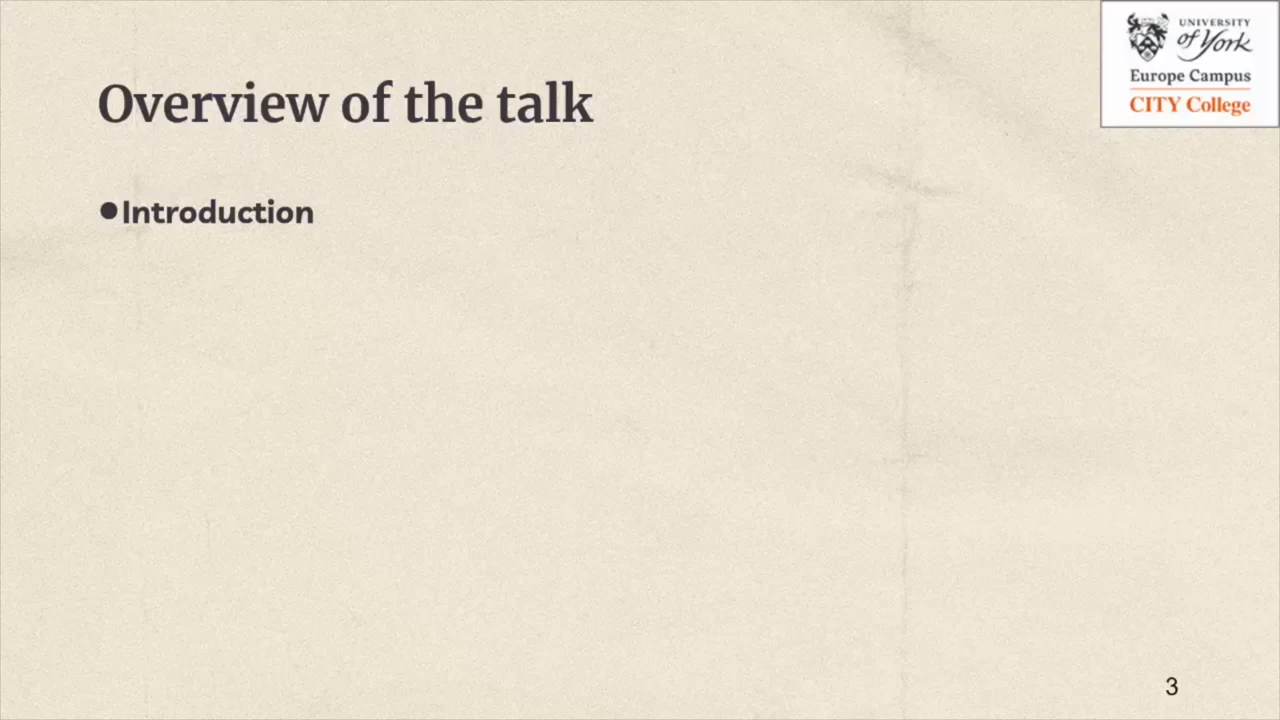 UNIVERSITY
of York
Europe Campus
CITY College
Overview of the talk
●Introduction
3